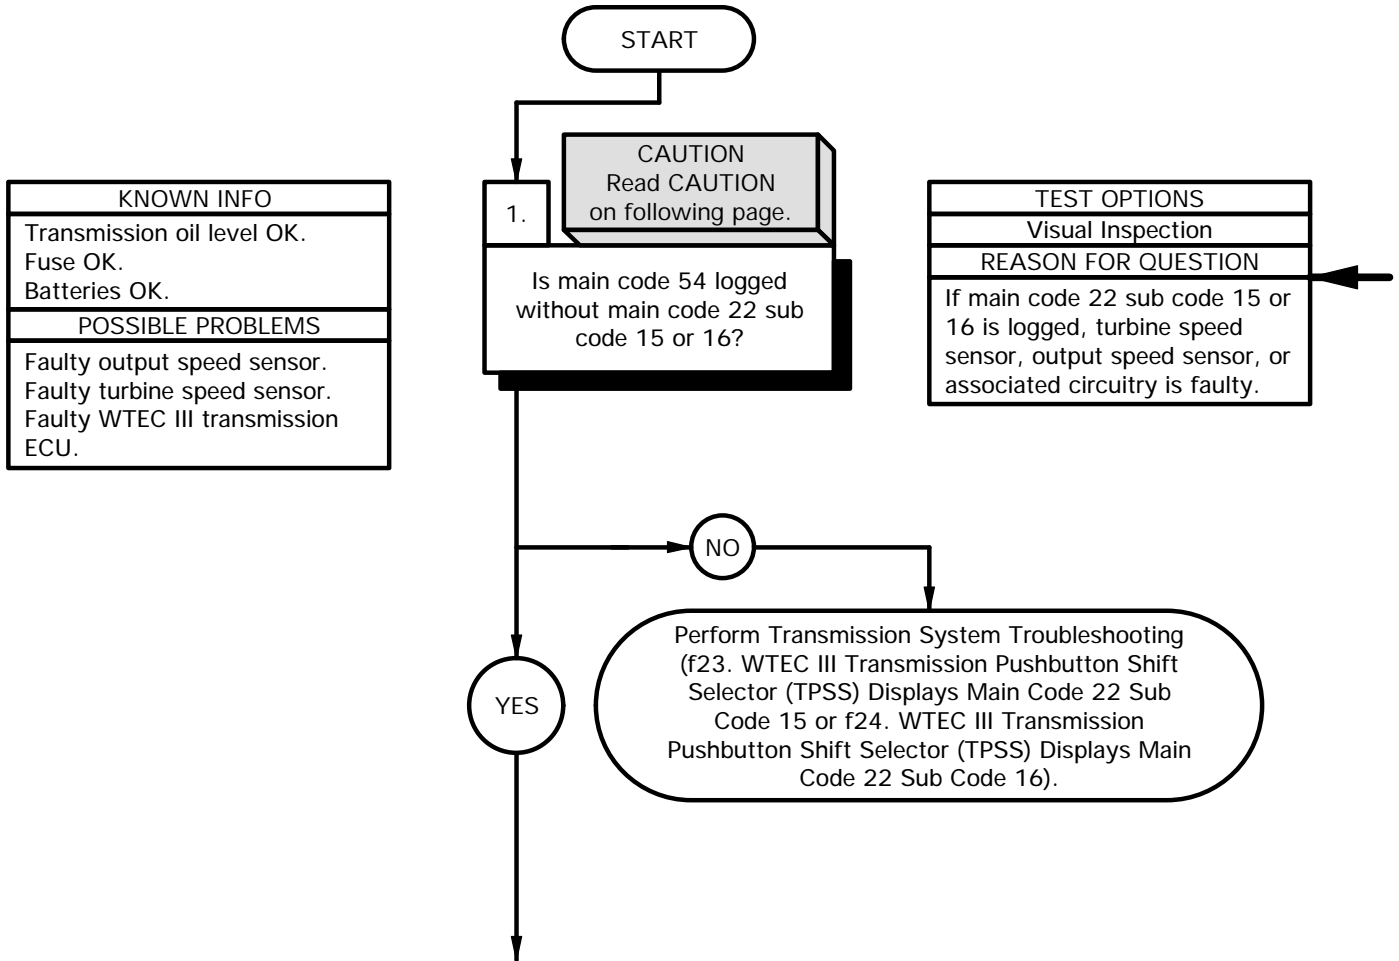 START
CAUTION
Read CAUTION
on following page.
1.
Is main code 54 logged
without main code 22 sub
code 15 or 16?
KNOWN INFO
Transmission oil level OK.
Fuse OK.
Batteries OK.
POSSIBLE PROBLEMS
Faulty output speed sensor.
Faulty turbine speed sensor.
Faulty WTEC III transmission
ECU.
TEST OPTIONS
Visual Inspection
REASON FOR QUESTION
If main code 22 sub code 15 or
16 is logged, turbine speed
sensor, output speed sensor, or
associated circuitry is faulty.
NO
Perform Transmission System Troubleshooting
(f23. WTEC III Transmission Pushbutton Shift
Selector (TPSS) Displays Main Code 22 Sub
Code 15 or f24. WTEC III Transmission
Pushbutton Shift Selector (TPSS) Displays Main
Code 22 Sub Code 16).
YES